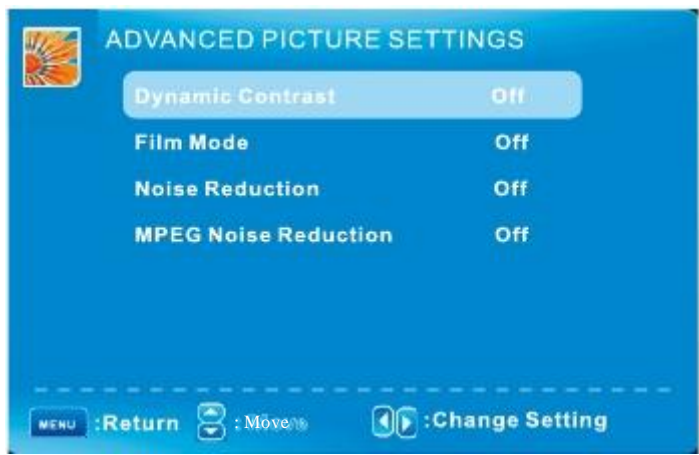 ADVANCED PICTURE SETTINGS
Dynamic Contrast Off
Film Mode Off
Noise Reduction Off
MPEG Noise Reduction Off
MENU :Return : Move :Change Setting